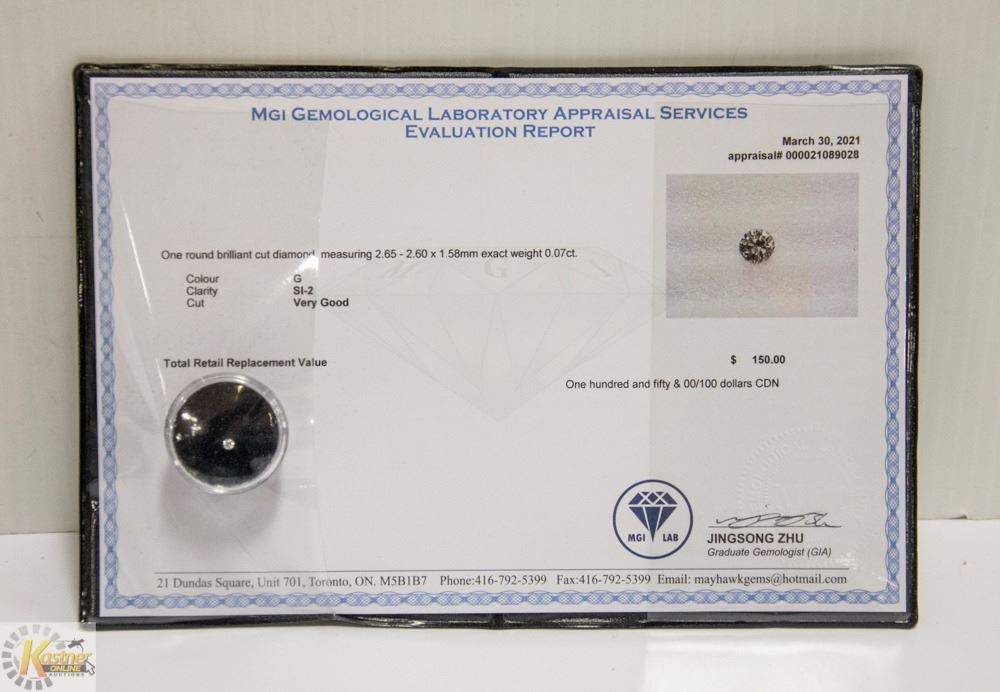 MGI GEMOLOGICAL LABORATORY APPRAISAL SERVICES
EVALUATION REPORT
March 30, 2021
appraisal# 000021089028
One round brilliant cut diamond, measuring 2.65 - 2.60 x 1.58mm exact weight 0.07ct.
M G I
Colour G
Clarity SI-2
Cut Very Good
Total Retail Replacement Value
$ 150.00
One hundred and fifty & 00/100 dollars CDN
MGI LAB
JINGSONG ZHU
Graduate Gemologist (GIA)
21 Dundas Square, Unit 701, Toronto, ON. M5B1B7 Phone:416-792-5399 Fax:416-792-5399 Email: mayhawkgems@hotmail.com
Kastner
ONLINE
AUCTIONS